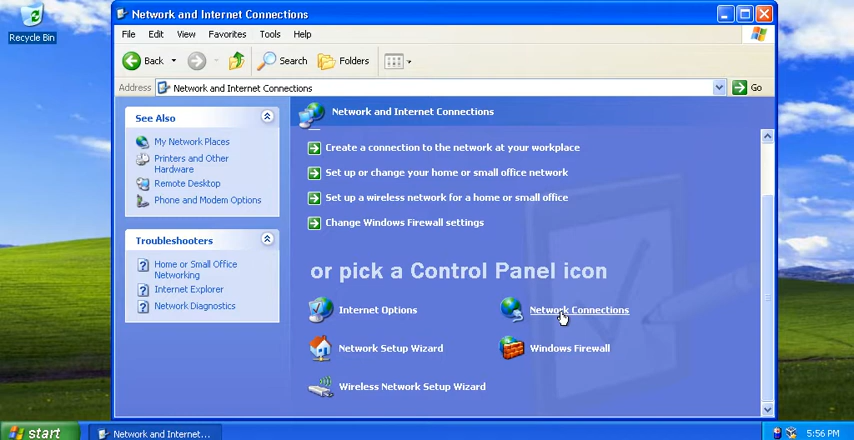 Recycle Bin
Network and Internet Connections
File Edit View Favorites Tools Help
Back Search Folders
Address Network and Internet Connections Go
See Also
My Network Places
Printers and Other
Hardware
Remote Desktop
Phone and Modem Options
Troubleshooters
Home or Small Office
Networking
Internet Explorer
Network Diagnostics
Network and Internet Connections
Create a connection to the network at your workplace
Set up or change your home or small office network
Set up a wireless network for a home or small office
Change Windows Firewall settings
or pick a Control Panel icon
Internet Options
Network Connections
Network Setup Wizard
Windows Firewall
Wireless Network Setup Wizard
start
Network and Internet...
5:56 PM